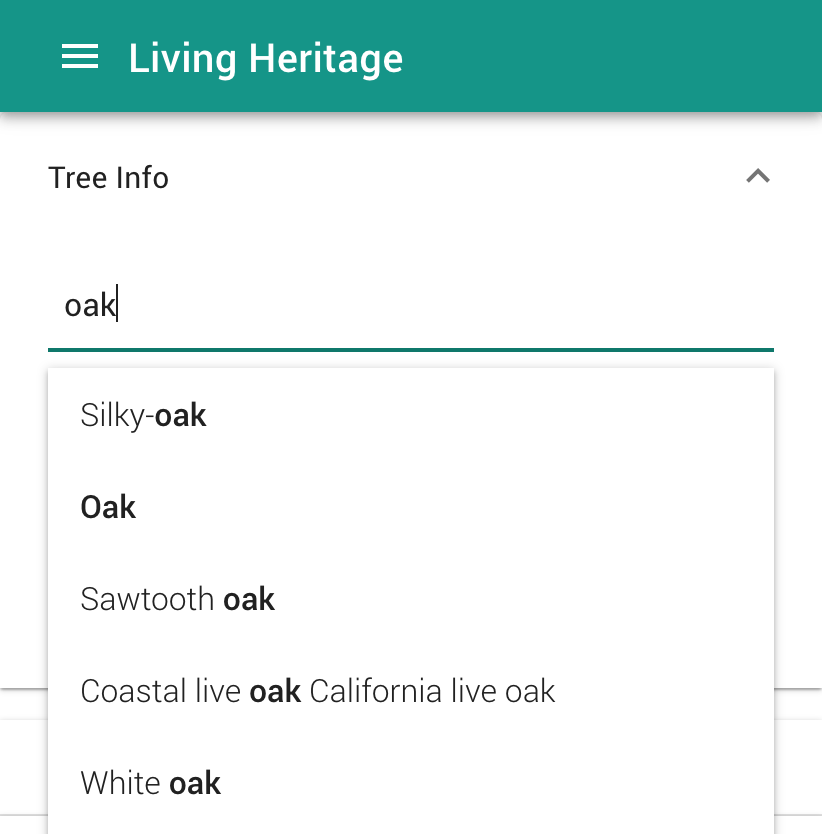 Living Heritage
Tree Info
oak
Silky-oak
Oak
Sawtooth oak
Coastal live oak California live oak
White oak